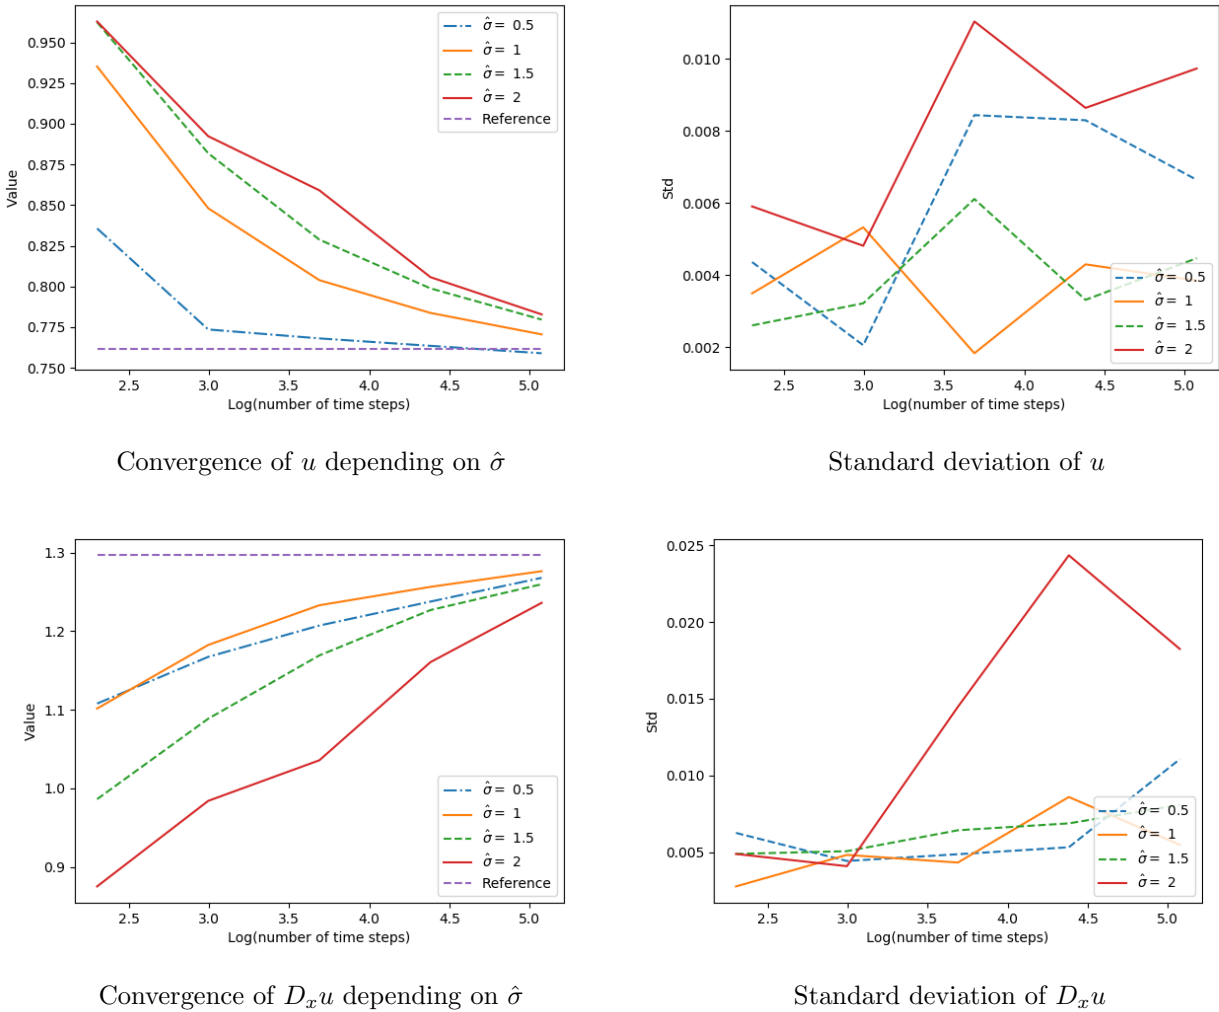 0.950
0.925
0.900
0.875
0.850
0.825
0.800
0.775
0.750
Value
2.5 3.0 3.5 4.0 4.5 5.0
Log(number of time steps)
σ̂ = 0.5
σ̂ = 1
σ̂ = 1.5
σ̂ = 2
Reference
Convergence of u depending on σ̂
0.010
0.008
0.006
0.004
0.002
Std
2.5 3.0 3.5 4.0 4.5 5.0
Log(number of time steps)
σ̂ = 0.5
σ̂ = 1
σ̂ = 1.5
σ̂ = 2
Standard deviation of u
1.3
1.2
1.1
1.0
0.9
Value
2.5 3.0 3.5 4.0 4.5 5.0
Log(number of time steps)
σ̂ = 0.5
σ̂ = 1
σ̂ = 1.5
σ̂ = 2
Reference
Convergence of Dₓu depending on σ̂
0.025
0.020
0.015
0.010
0.005
Std
2.5 3.0 3.5 4.0 4.5 5.0
Log(number of time steps)
σ̂ = 0.5
σ̂ = 1
σ̂ = 1.5
σ̂ = 2
Standard deviation of Dₓu